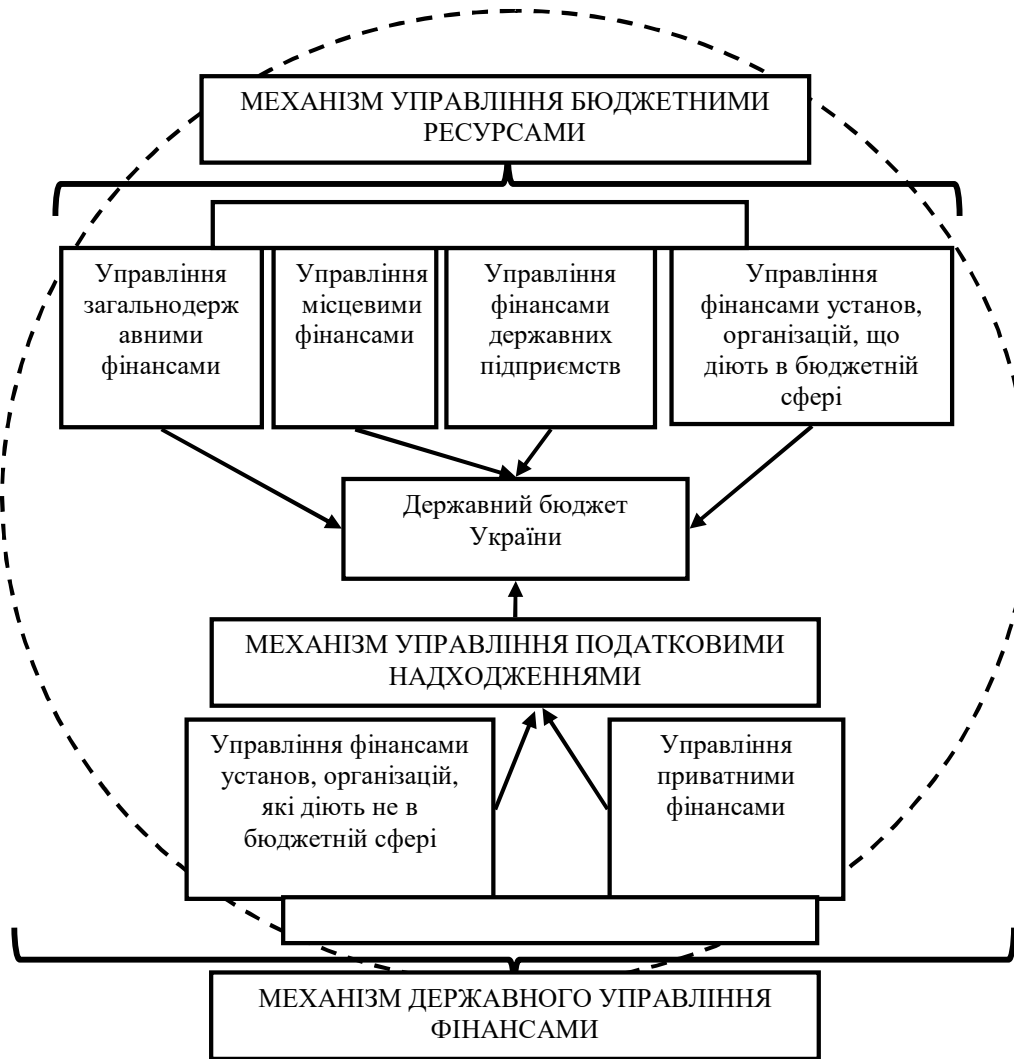 МЕХАНІЗМ УПРАВЛІННЯ БЮДЖЕТНИМИ
РЕСУРСАМИ
Управління
загальнодерж
авними
фінансами
Управління
місцевими
фінансами
Управління
фінансами
державних
підприємств
Управління
фінансами установ,
організацій, що
діють в бюджетній
сфері
Державний бюджет
України
МЕХАНІЗМ УПРАВЛІННЯ ПОДАТКОВИМИ
НАДХОДЖЕННЯМИ
Управління фінансами
установ, організацій,
які діють не в
бюджетній сфері
Управління
приватними
фінансами
МЕХАНІЗМ ДЕРЖАВНОГО УПРАВЛІННЯ
ФІНАНСАМИ